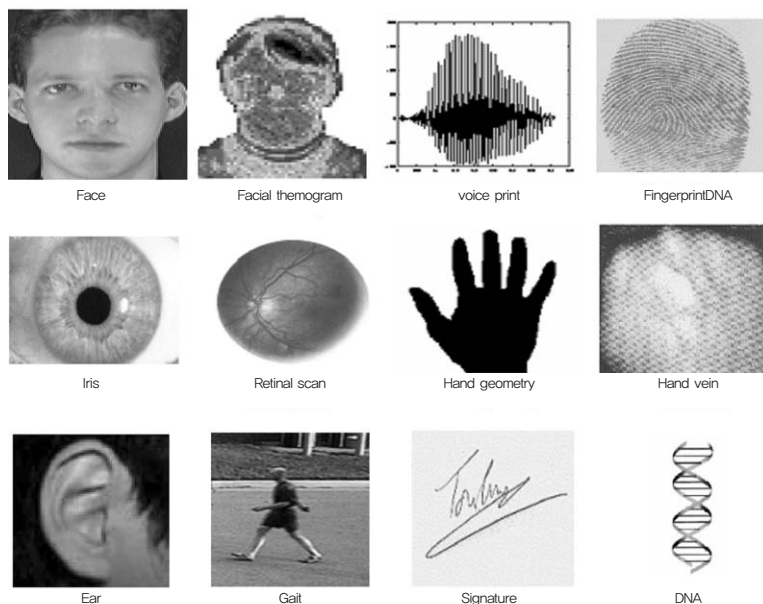 Face
Facial themogram
voice print
FingerprintDNA
Iris
Retinal scan
Hand geometry
Hand vein
Ear
Gait
Signature
DNA